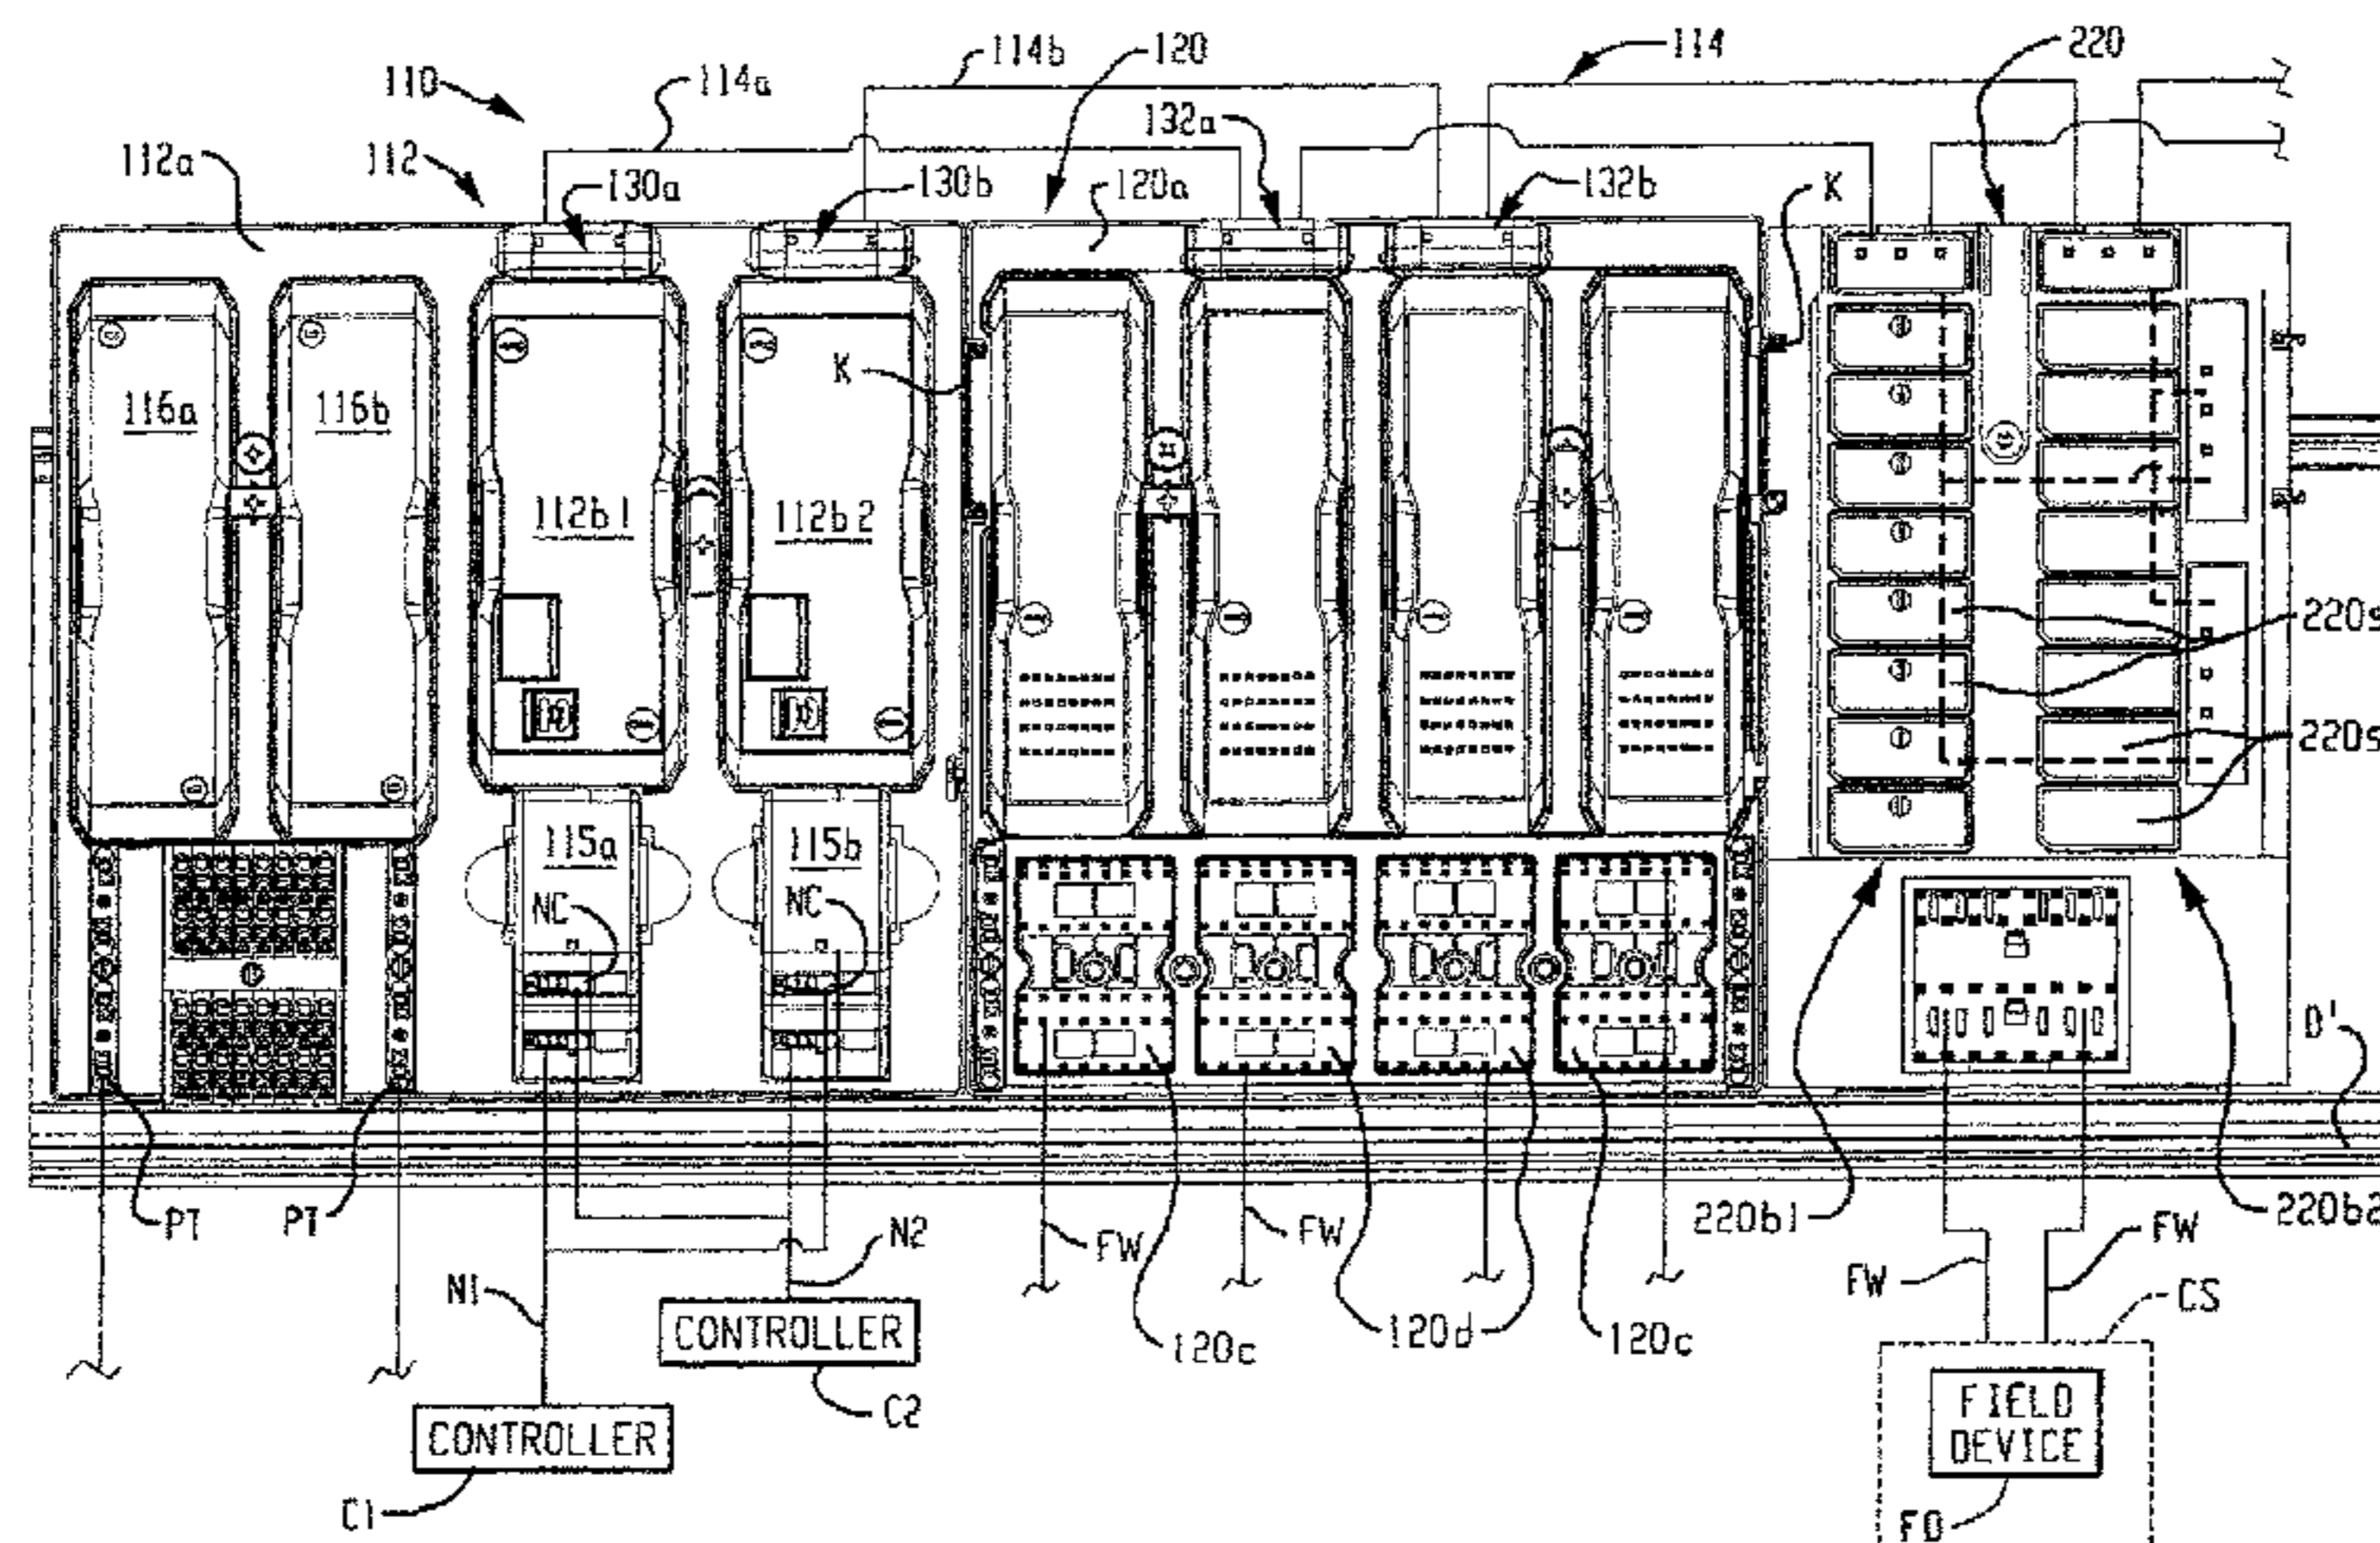 114b
120
114
220
110
114a
132a
112a
112
130a
130b
120a
132b
K
K
116a
116b
112b1
112b2
220s
220s
115a
115b
NC
NC
D'
PT
PT
N2
FW
FW
220b1
220b2
FW
FW
N1
CS
CONTROLLER
120c
120d
120c
C2
CONTROLLER
FIELD
DEVICE
C1
FD